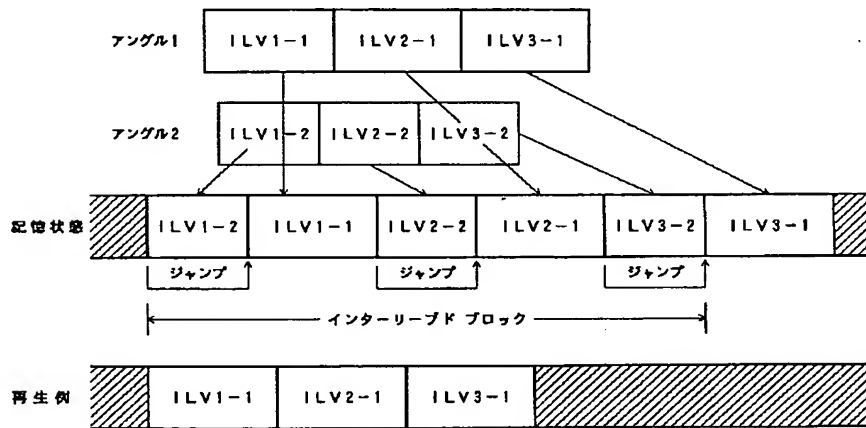 アングル1 ILV1-1 ILV2-1 ILV3-1
アングル2 ILV1-2 ILV2-2 ILV3-2
記憶状態 ILV1-2 ILV1-1 ILV2-2 ILV2-1 ILV3-2 ILV3-1
ジャンプ ジャンプ ジャンプ
インターリーブド ブロック
再生例 ILV1-1 ILV2-1 ILV3-1